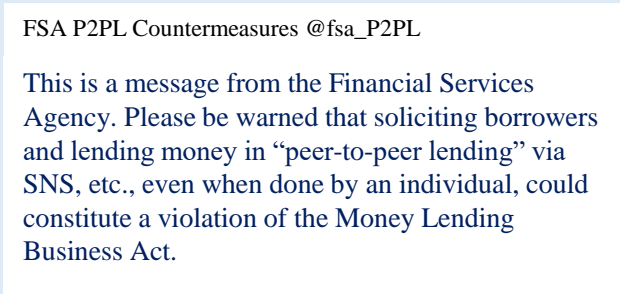 FSA P2PL Countermeasures @fsa_P2PL
This is a message from the Financial Services
Agency. Please be warned that soliciting borrowers
and lending money in “peer-to-peer lending” via
SNS, etc., even when done by an individual, could
constitute a violation of the Money Lending
Business Act.